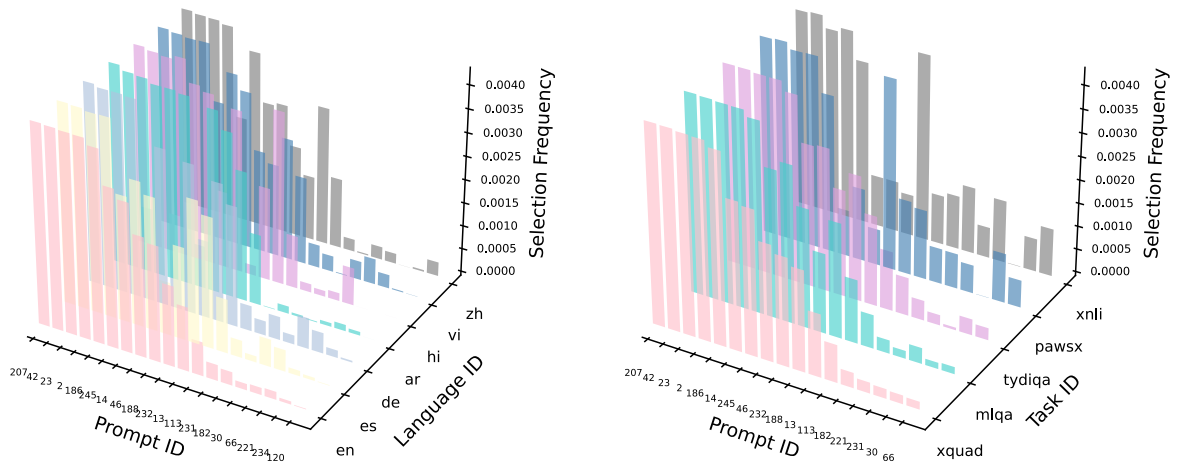 Selection Frequency
0.0040
0.0035
0.0030
0.0025
0.0020
0.0015
0.0010
0.0005
0.0000
zh
vi
hi
ar
de
es
en
Language ID
207 42 23 2 186 245 14 46 188 232 13 113 231 182 30 66 221 234 120
Prompt ID
Selection Frequency
0.0040
0.0035
0.0030
0.0025
0.0020
0.0015
0.0010
0.0005
0.0000
xnli
pawsx
tydiqa
mlqa
xquad
Task ID
207 42 23 2 186 14 245 46 232 188 13 113 182 221 231 30 66
Prompt ID